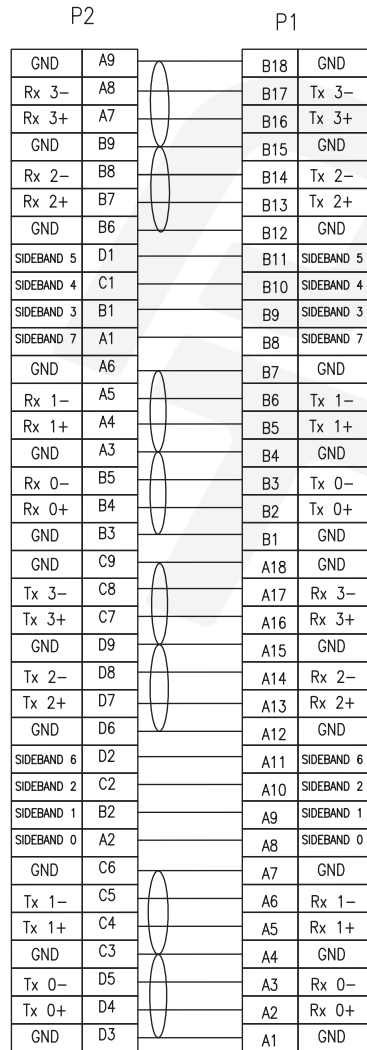 P2 P1
GND A9 B18 GND
Rx 3- A8 B17 Tx 3-
Rx 3+ A7 B16 Tx 3+
GND B9 B15 GND
Rx 2- B8 B14 Tx 2-
Rx 2+ B7 B13 Tx 2+
GND B6 B12 GND
SIDEBAND 5 D1 B11 SIDEBAND 5
SIDEBAND 4 C1 B10 SIDEBAND 4
SIDEBAND 3 B1 B9 SIDEBAND 3
SIDEBAND 7 A1 B8 SIDEBAND 7
GND A6 B7 GND
Rx 1- A5 B6 Tx 1-
Rx 1+ A4 B5 Tx 1+
GND A3 B4 GND
Rx 0- B5 B3 Tx 0-
Rx 0+ B4 B2 Tx 0+
GND B3 B1 GND
GND C9 A18 GND
Tx 3- C8 A17 Rx 3-
Tx 3+ C7 A16 Rx 3+
GND D9 A15 GND
Tx 2- D8 A14 Rx 2-
Tx 2+ D7 A13 Rx 2+
GND D6 A12 GND
SIDEBAND 6 D2 A11 SIDEBAND 6
SIDEBAND 2 C2 A10 SIDEBAND 2
SIDEBAND 1 B2 A9 SIDEBAND 1
SIDEBAND 0 A2 A8 SIDEBAND 0
GND C6 A7 GND
Tx 1- C5 A6 Rx 1-
Tx 1+ C4 A5 Rx 1+
GND C3 A4 GND
Tx 0- D5 A3 Rx 0-
Tx 0+ D4 A2 Rx 0+
GND D3 A1 GND